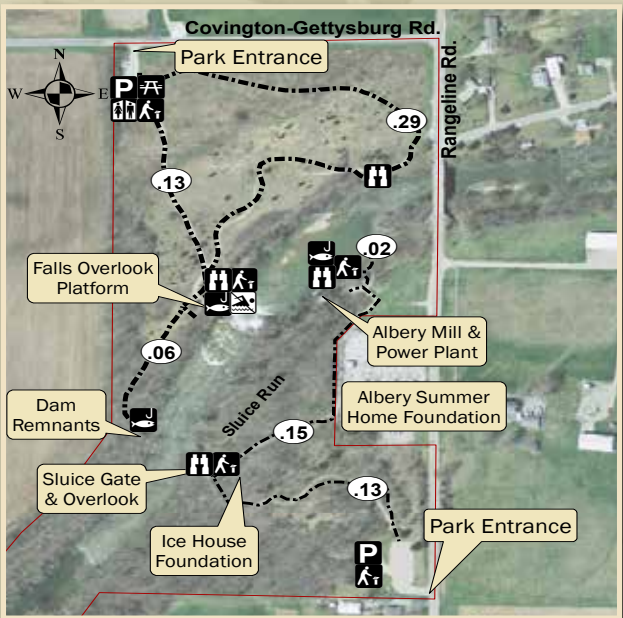 Covington-Gettysburg Rd.
Park Entrance
N
W
E
S
P
Rangeline Rd.
.29
.13
.02
Falls Overlook
Platform
Albery Mill &
Power Plant
.06
Albery Summer
Home Foundation
Dam
Remnants
Sluice Run
.15
Sluice Gate
& Overlook
.13
Ice House
Foundation
Park Entrance
P